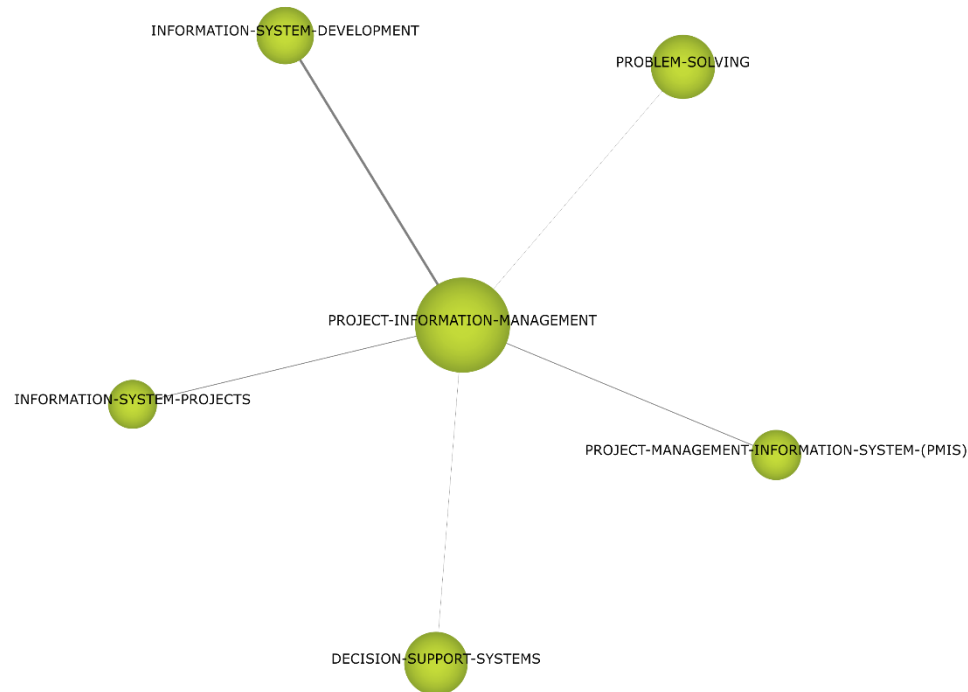 INFORMATION-SYSTEM-DEVELOPMENT
PROBLEM-SOLVING
PROJECT-INFORMATION-MANAGEMENT
INFORMATION-SYSTEM-PROJECTS
PROJECT-MANAGEMENT-INFORMATION-SYSTEM-(PMIS)
DECISION-SUPPORT-SYSTEMS